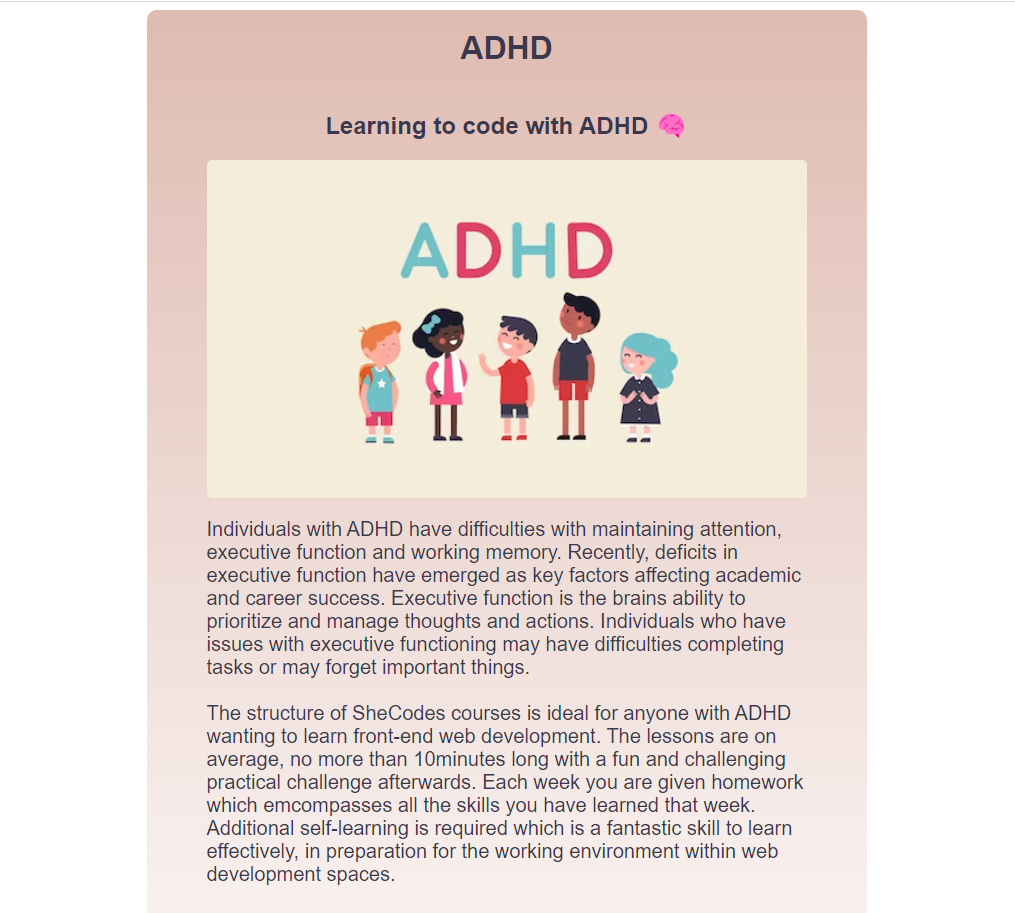 ADHD
Learning to code with ADHD 🧠
ADHD
Individuals with ADHD have difficulties with maintaining attention,
executive function and working memory. Recently, deficits in
executive function have emerged as key factors affecting academic
and career success. Executive function is the brains ability to
prioritize and manage thoughts and actions. Individuals who have
issues with executive functioning may have difficulties completing
tasks or may forget important things.
The structure of SheCodes courses is ideal for anyone with ADHD
wanting to learn front-end web development. The lessons are on
average, no more than 10minutes long with a fun and challenging
practical challenge afterwards. Each week you are given homework
which emcompasses all the skills you have learned that week.
Additional self-learning is required which is a fantastic skill to learn
effectively, in preparation for the working environment within web
development spaces.